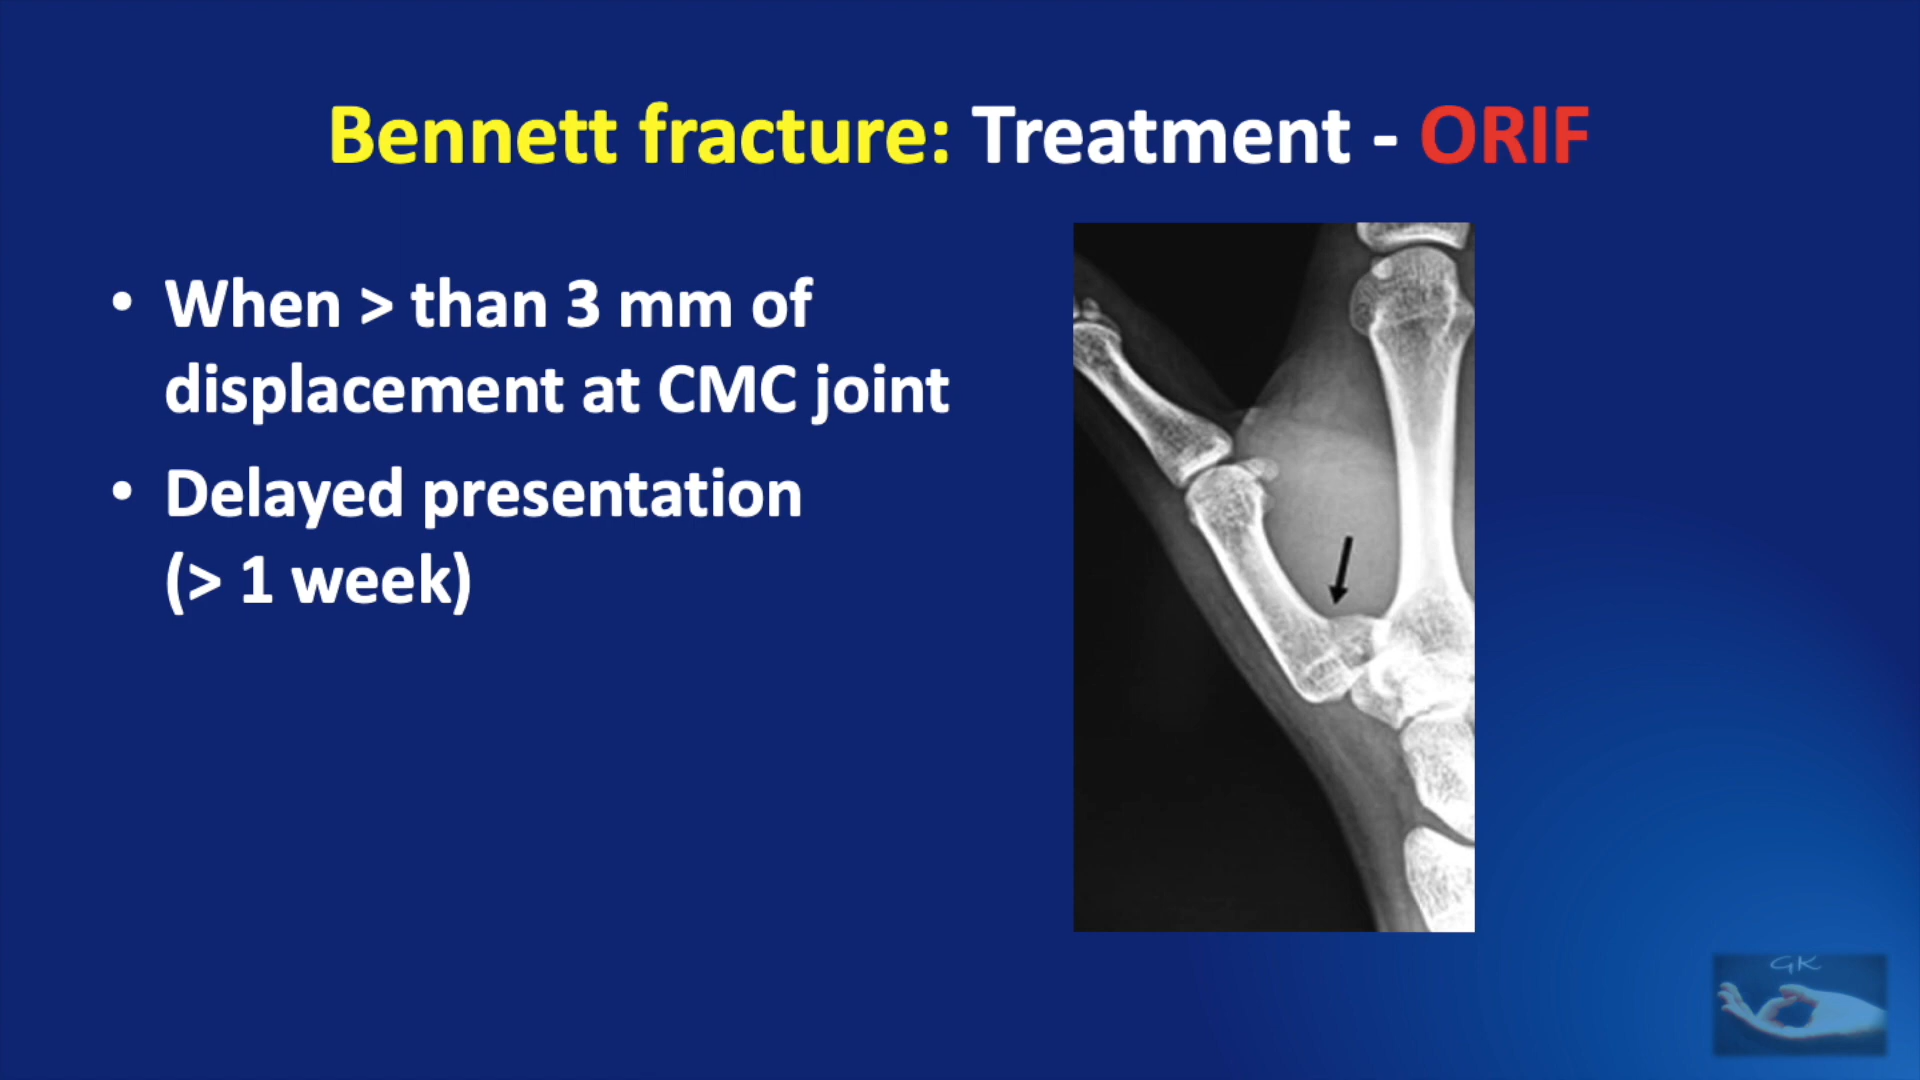 Bennett fracture: Treatment - ORIF
• When > than 3 mm of
displacement at CMC joint
• Delayed presentation
(> 1 week)
GK